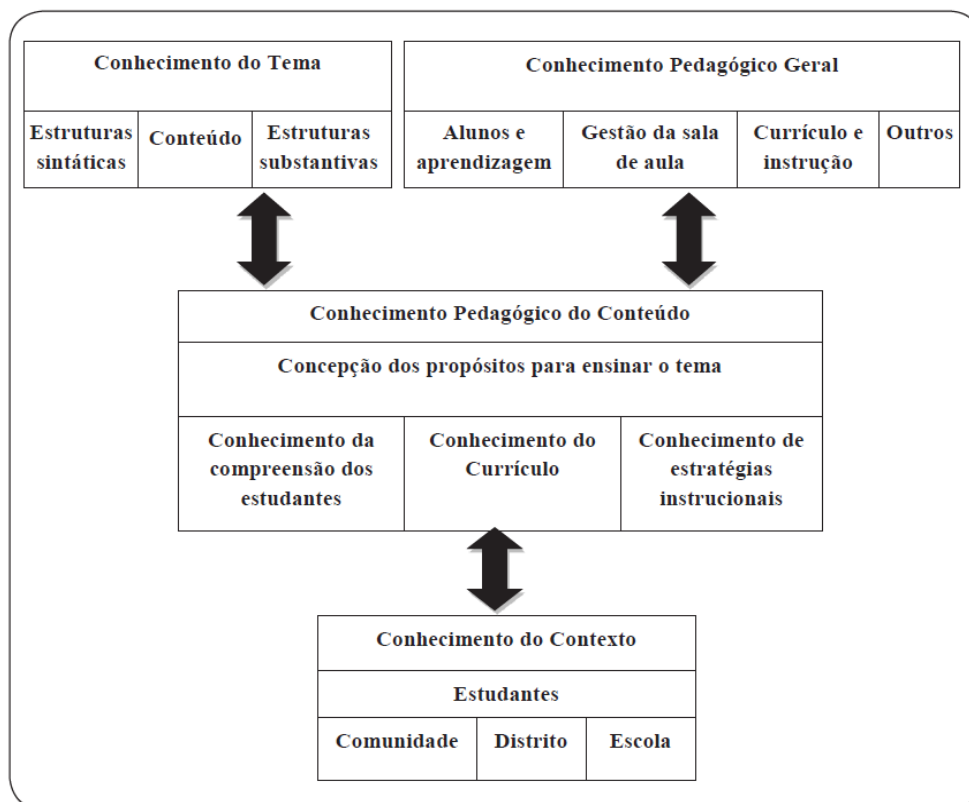 Conhecimento do Tema
Estruturas
sintáticas
Conteúdo
Estruturas
substantivas
Conhecimento Pedagógico Geral
Alunos e
aprendizagem
Gestão da sala
de aula
Currículo e
instrução
Outros
Conhecimento Pedagógico do Conteúdo
Concepção dos propósitos para ensinar o tema
Conhecimento da
compreensão dos
estudantes
Conhecimento do
Currículo
Conhecimento de
estratégias
instrucionais
Conhecimento do Contexto
Estudantes
Comunidade
Distrito
Escola